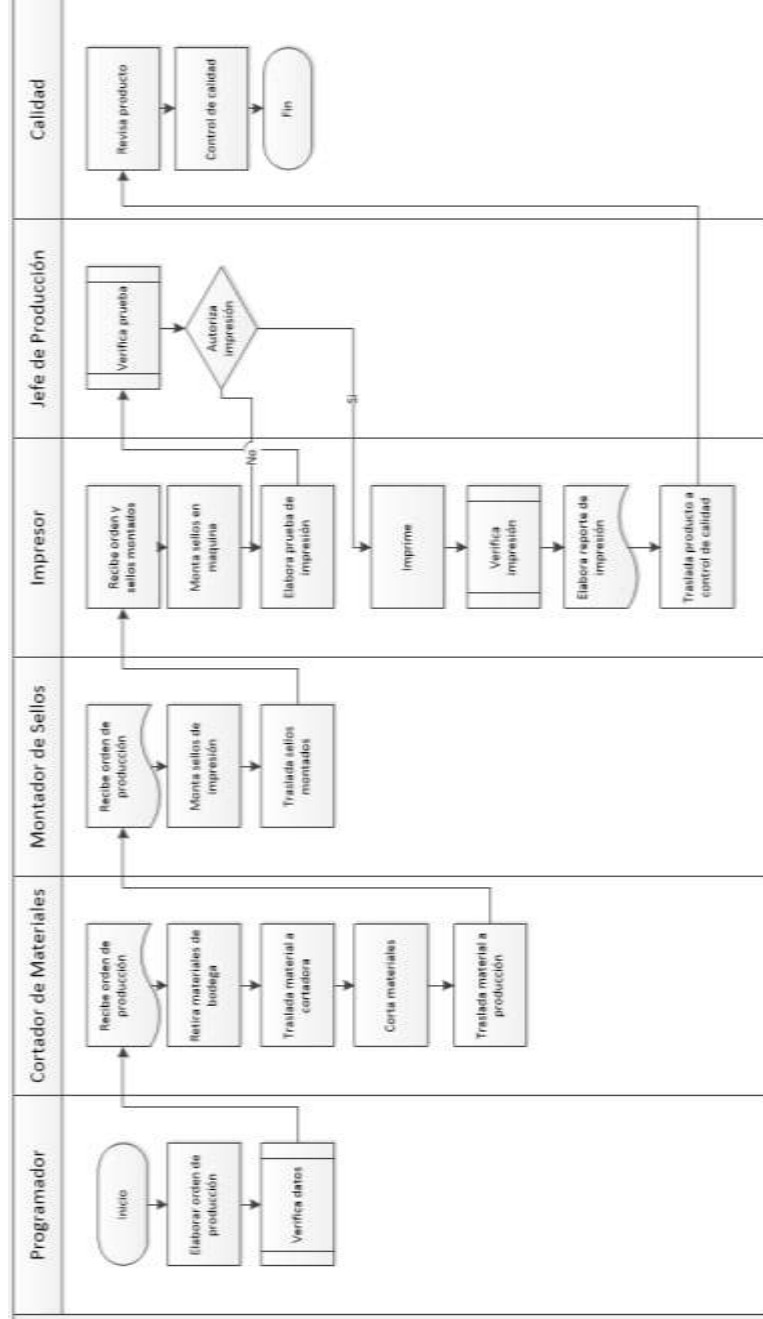 Programador
Inicio
Elaborar orden de
producción
Verifica datos
Cortador de Materiales
Recibe orden de
producción
Retira materiales de
bodega
Traslada material a
cortadora
Corta materiales
Traslada material a
producción
Montador de Sellos
Recibe orden de
producción
Monta sellos de
impresión
Traslada sellos
montados
Impresor
Recibe orden y
sellos montados
Monta sellos en
maquina
Elabora prueba de
impresión
Imprime
Verifica
impresión
Elabora reporte de
impresión
Traslada producto a
control de calidad
Jefe de Producción
Verifica prueba
Autoriza
impresión
No
Si
Calidad
Revisa producto
Control de calidad
Fin